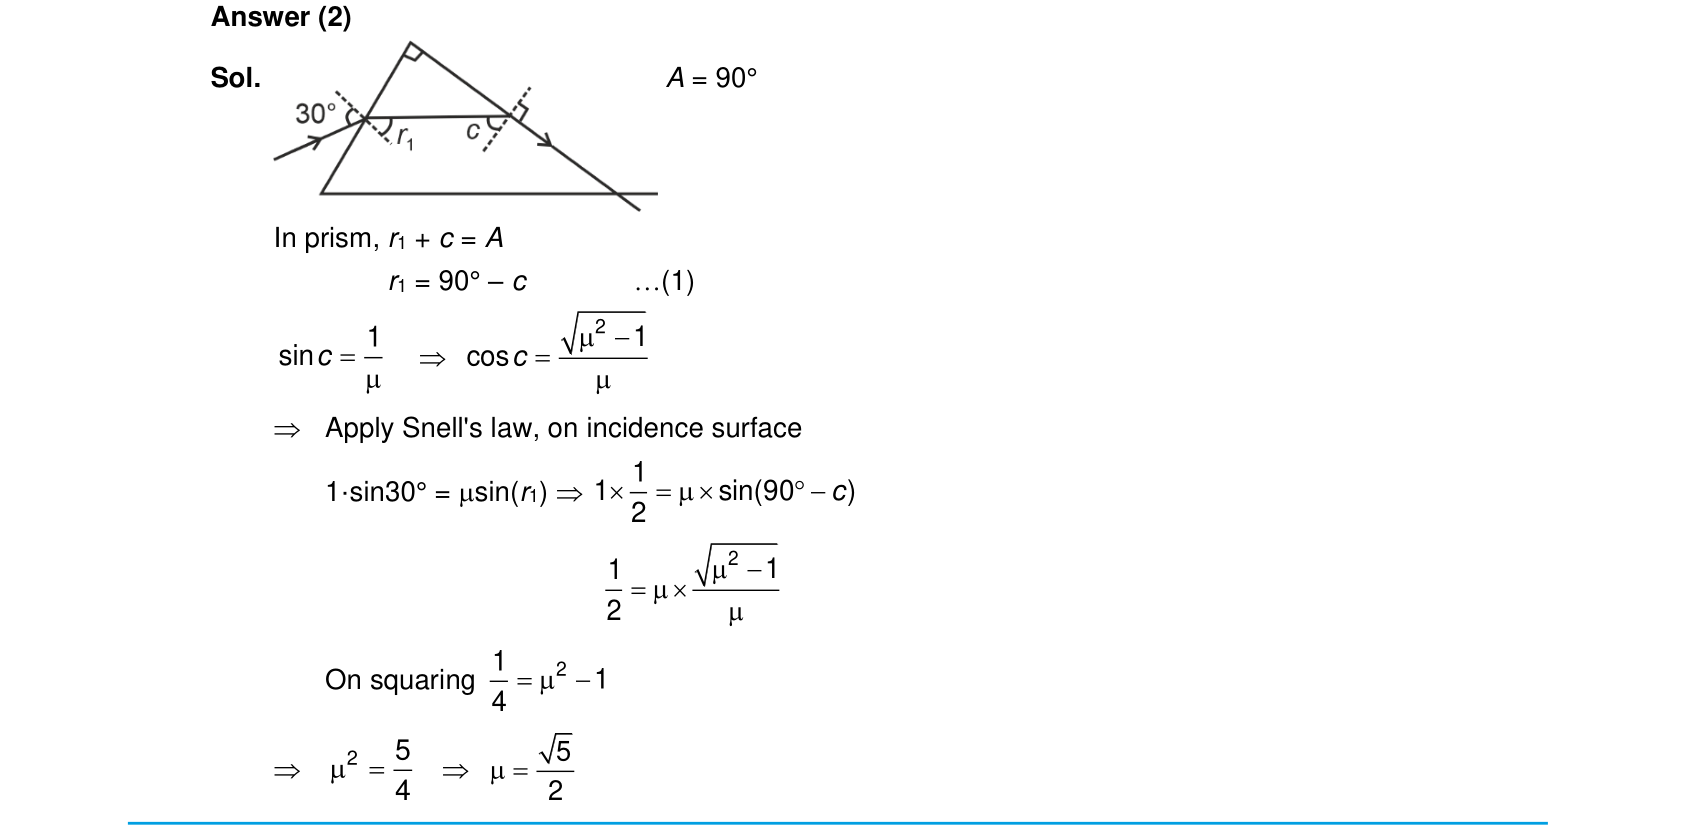 Answer (2)
Sol.
A = 90°
30°
r₁
c
In prism, r₁ + c = A
r₁ = 90° – c …(1)
sin c = 1/μ ⇒ cos c = √(μ² – 1)/μ
⇒ Apply Snell's law, on incidence surface
1·sin30° = μsin(r₁) ⇒ 1 × 1/2 = μ × sin(90° – c)
1/2 = μ × √(μ² – 1)/μ
On squaring 1/4 = μ² – 1
⇒ μ² = 5/4 ⇒ μ = √5/2